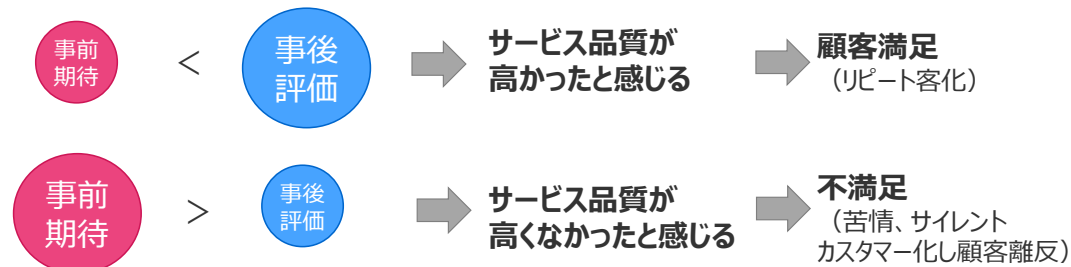 事前
期待
<
事後
評価
サービス品質が
高かったと感じる
顧客満足
（リピート客化）
事前
期待
>
事後
評価
サービス品質が
高くなかったと感じる
不満足
（苦情、サイレント
カスタマー化し顧客離反）